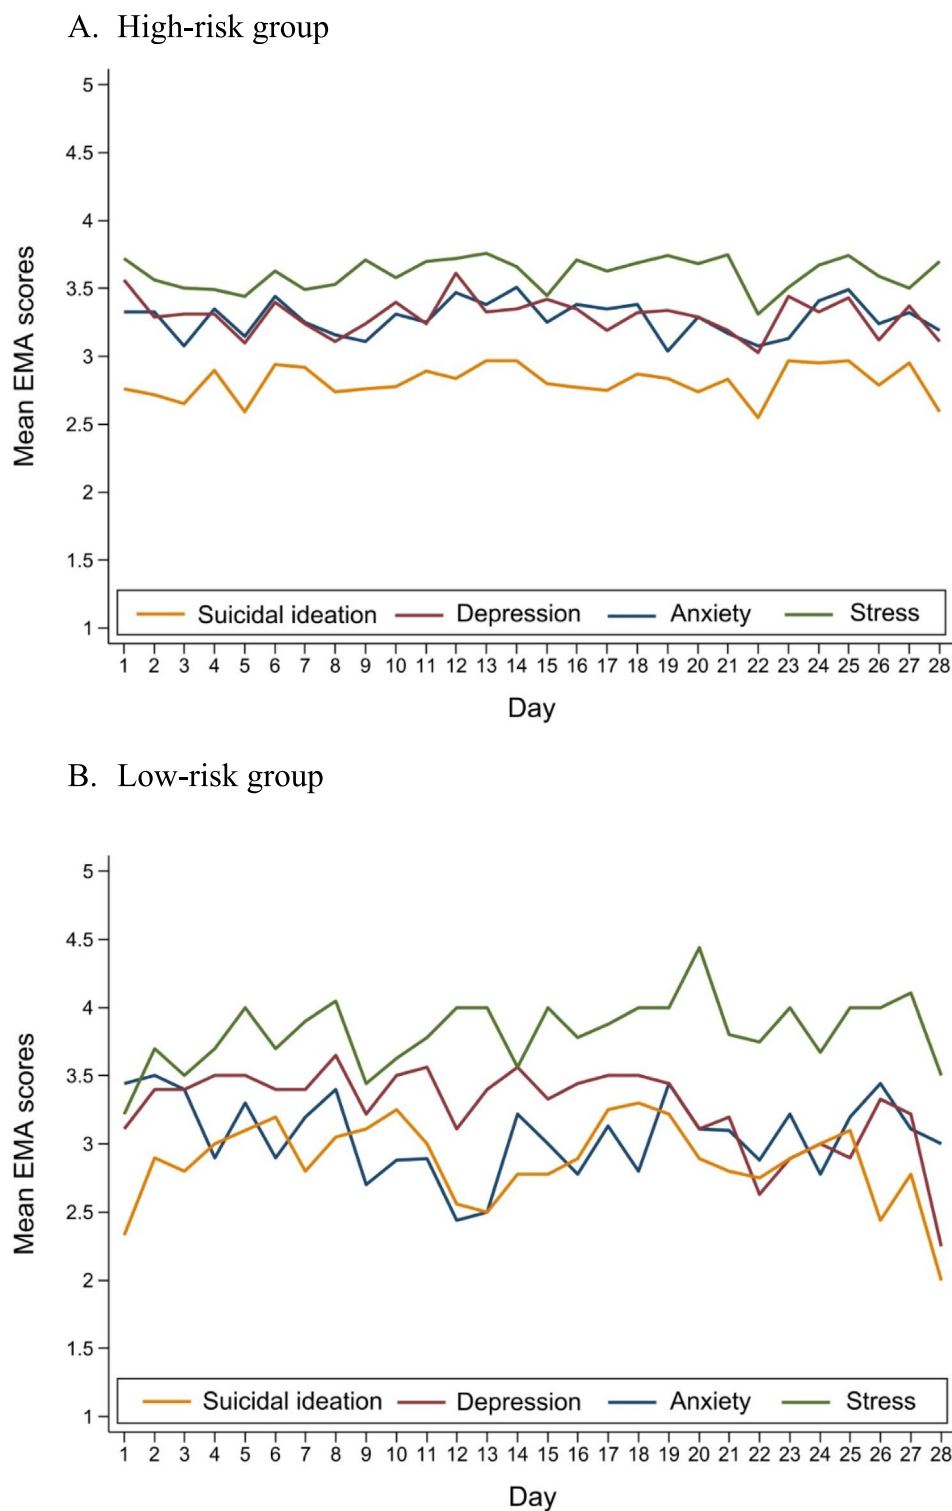 A. High-risk group
Mean EMA scores
5
4.5
4
3.5
3
2.5
2
1.5
1
Suicidal ideation Depression Anxiety Stress
1 2 3 4 5 6 7 8 9 10 11 12 13 14 15 16 17 18 19 20 21 22 23 24 25 26 27 28
Day
B. Low-risk group
Mean EMA scores
5
4.5
4
3.5
3
2.5
2
1.5
1
Suicidal ideation Depression Anxiety Stress
1 2 3 4 5 6 7 8 9 10 11 12 13 14 15 16 17 18 19 20 21 22 23 24 25 26 27 28
Day